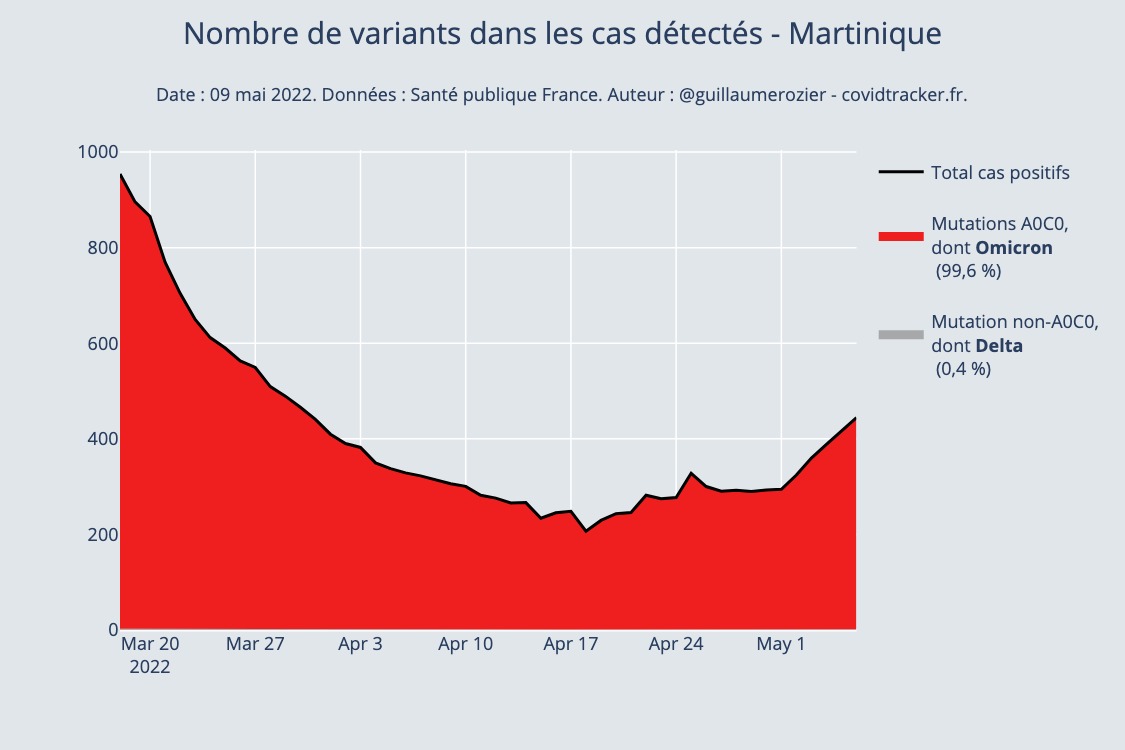 Nombre de variants dans les cas détectés - Martinique
Date : 09 mai 2022. Données : Santé publique France. Auteur : @guillaumerozier - covidtracker.fr.
1000
800
600
400
200
0
Mar 20
2022
Mar 27
Apr 3
Apr 10
Apr 17
Apr 24
May 1
Total cas positifs
Mutations A0C0,
dont Omicron
(99,6 %)
Mutation non-A0C0,
dont Delta
(0,4 %)